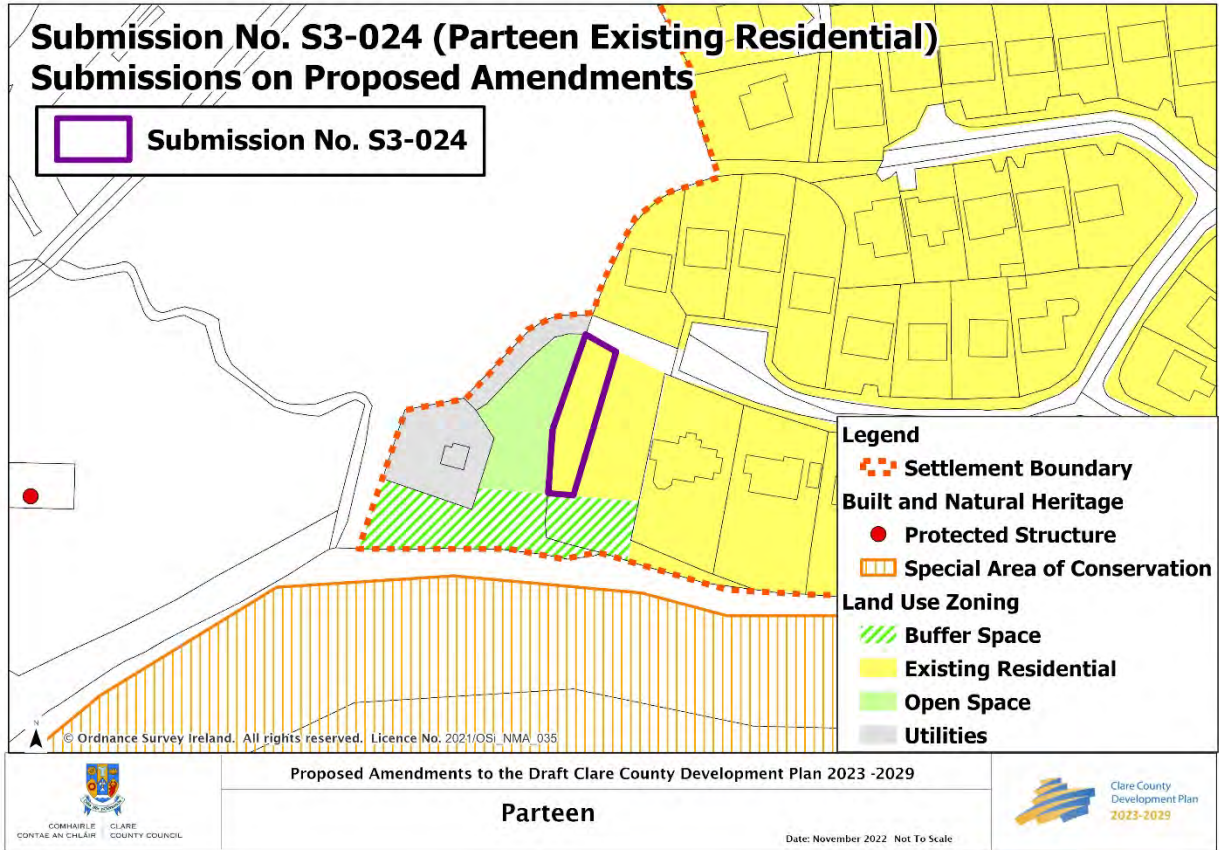 Submission No. S3-024 (Parteen Existing Residential)
Submissions on Proposed Amendments
Submission No. S3-024
Legend
Settlement Boundary
Built and Natural Heritage
Protected Structure
Special Area of Conservation
Land Use Zoning
Buffer Space
Existing Residential
Open Space
Utilities
N
© Ordnance Survey Ireland. All rights reserved. Licence No. 2021/OSi_NMA_035
COMHAIRLE CLARE
CONTAE AN CHLÁIR COUNTY COUNCIL
Proposed Amendments to the Draft Clare County Development Plan 2023 -2029
Parteen
Date: November 2022 Not To Scale
Clare County
Development Plan
2023-2029